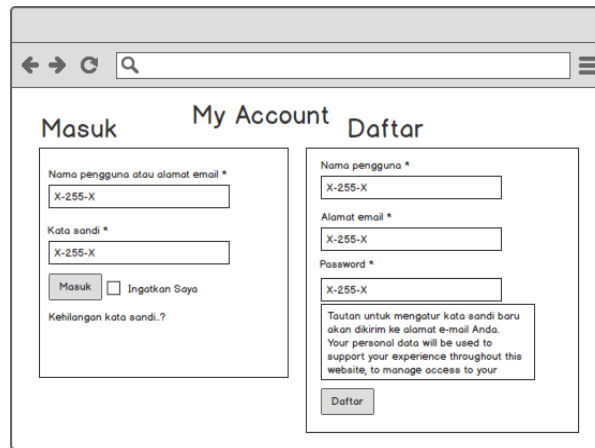 My Account
Masuk
Nama pengguna atau alamat email *
X-255-X
Kata sandi *
X-255-X
Masuk
Ingatkan Saya
Kehilangan kata sandi..?
Daftar
Nama pengguna *
X-255-X
Alamat email *
X-255-X
Password *
X-255-X
Tautan untuk mengatur kata sandi baru
akan dikirim ke alamat e-mail Anda.
Your personal data will be used to
support your experience throughout this
website, to manage access to your
Daftar